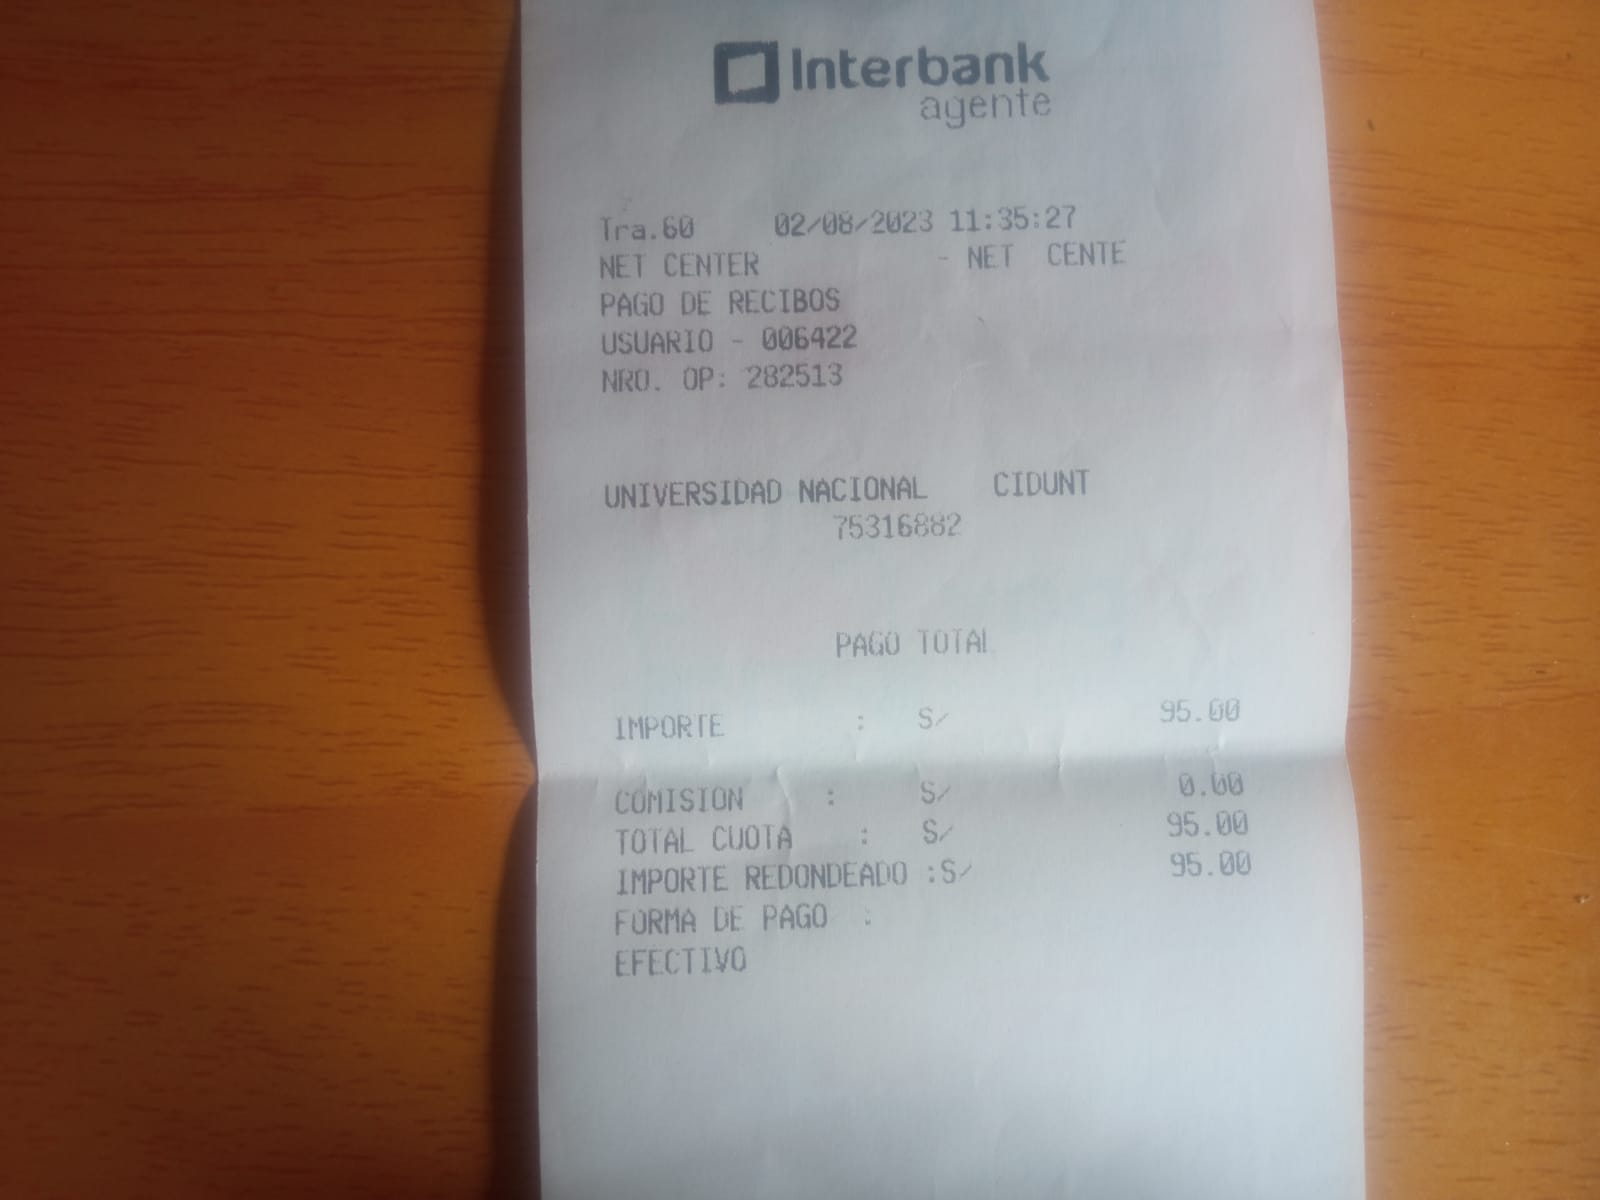 Interbank
agente
Tra.60 02/08/2023 11:35:27
NET CENTER - NET CENTE
PAGO DE RECIBOS
USUARIO - 006422
NRO. OP: 282513
UNIVERSIDAD NACIONAL CIDUNT
75316882
PAGO TOTAL
IMPORTE : S/ 95.00
COMISION : S/ 0.00
TOTAL CUOTA : S/ 95.00
IMPORTE REDONDEADO :S/ 95.00
FORMA DE PAGO :
EFECTIVO